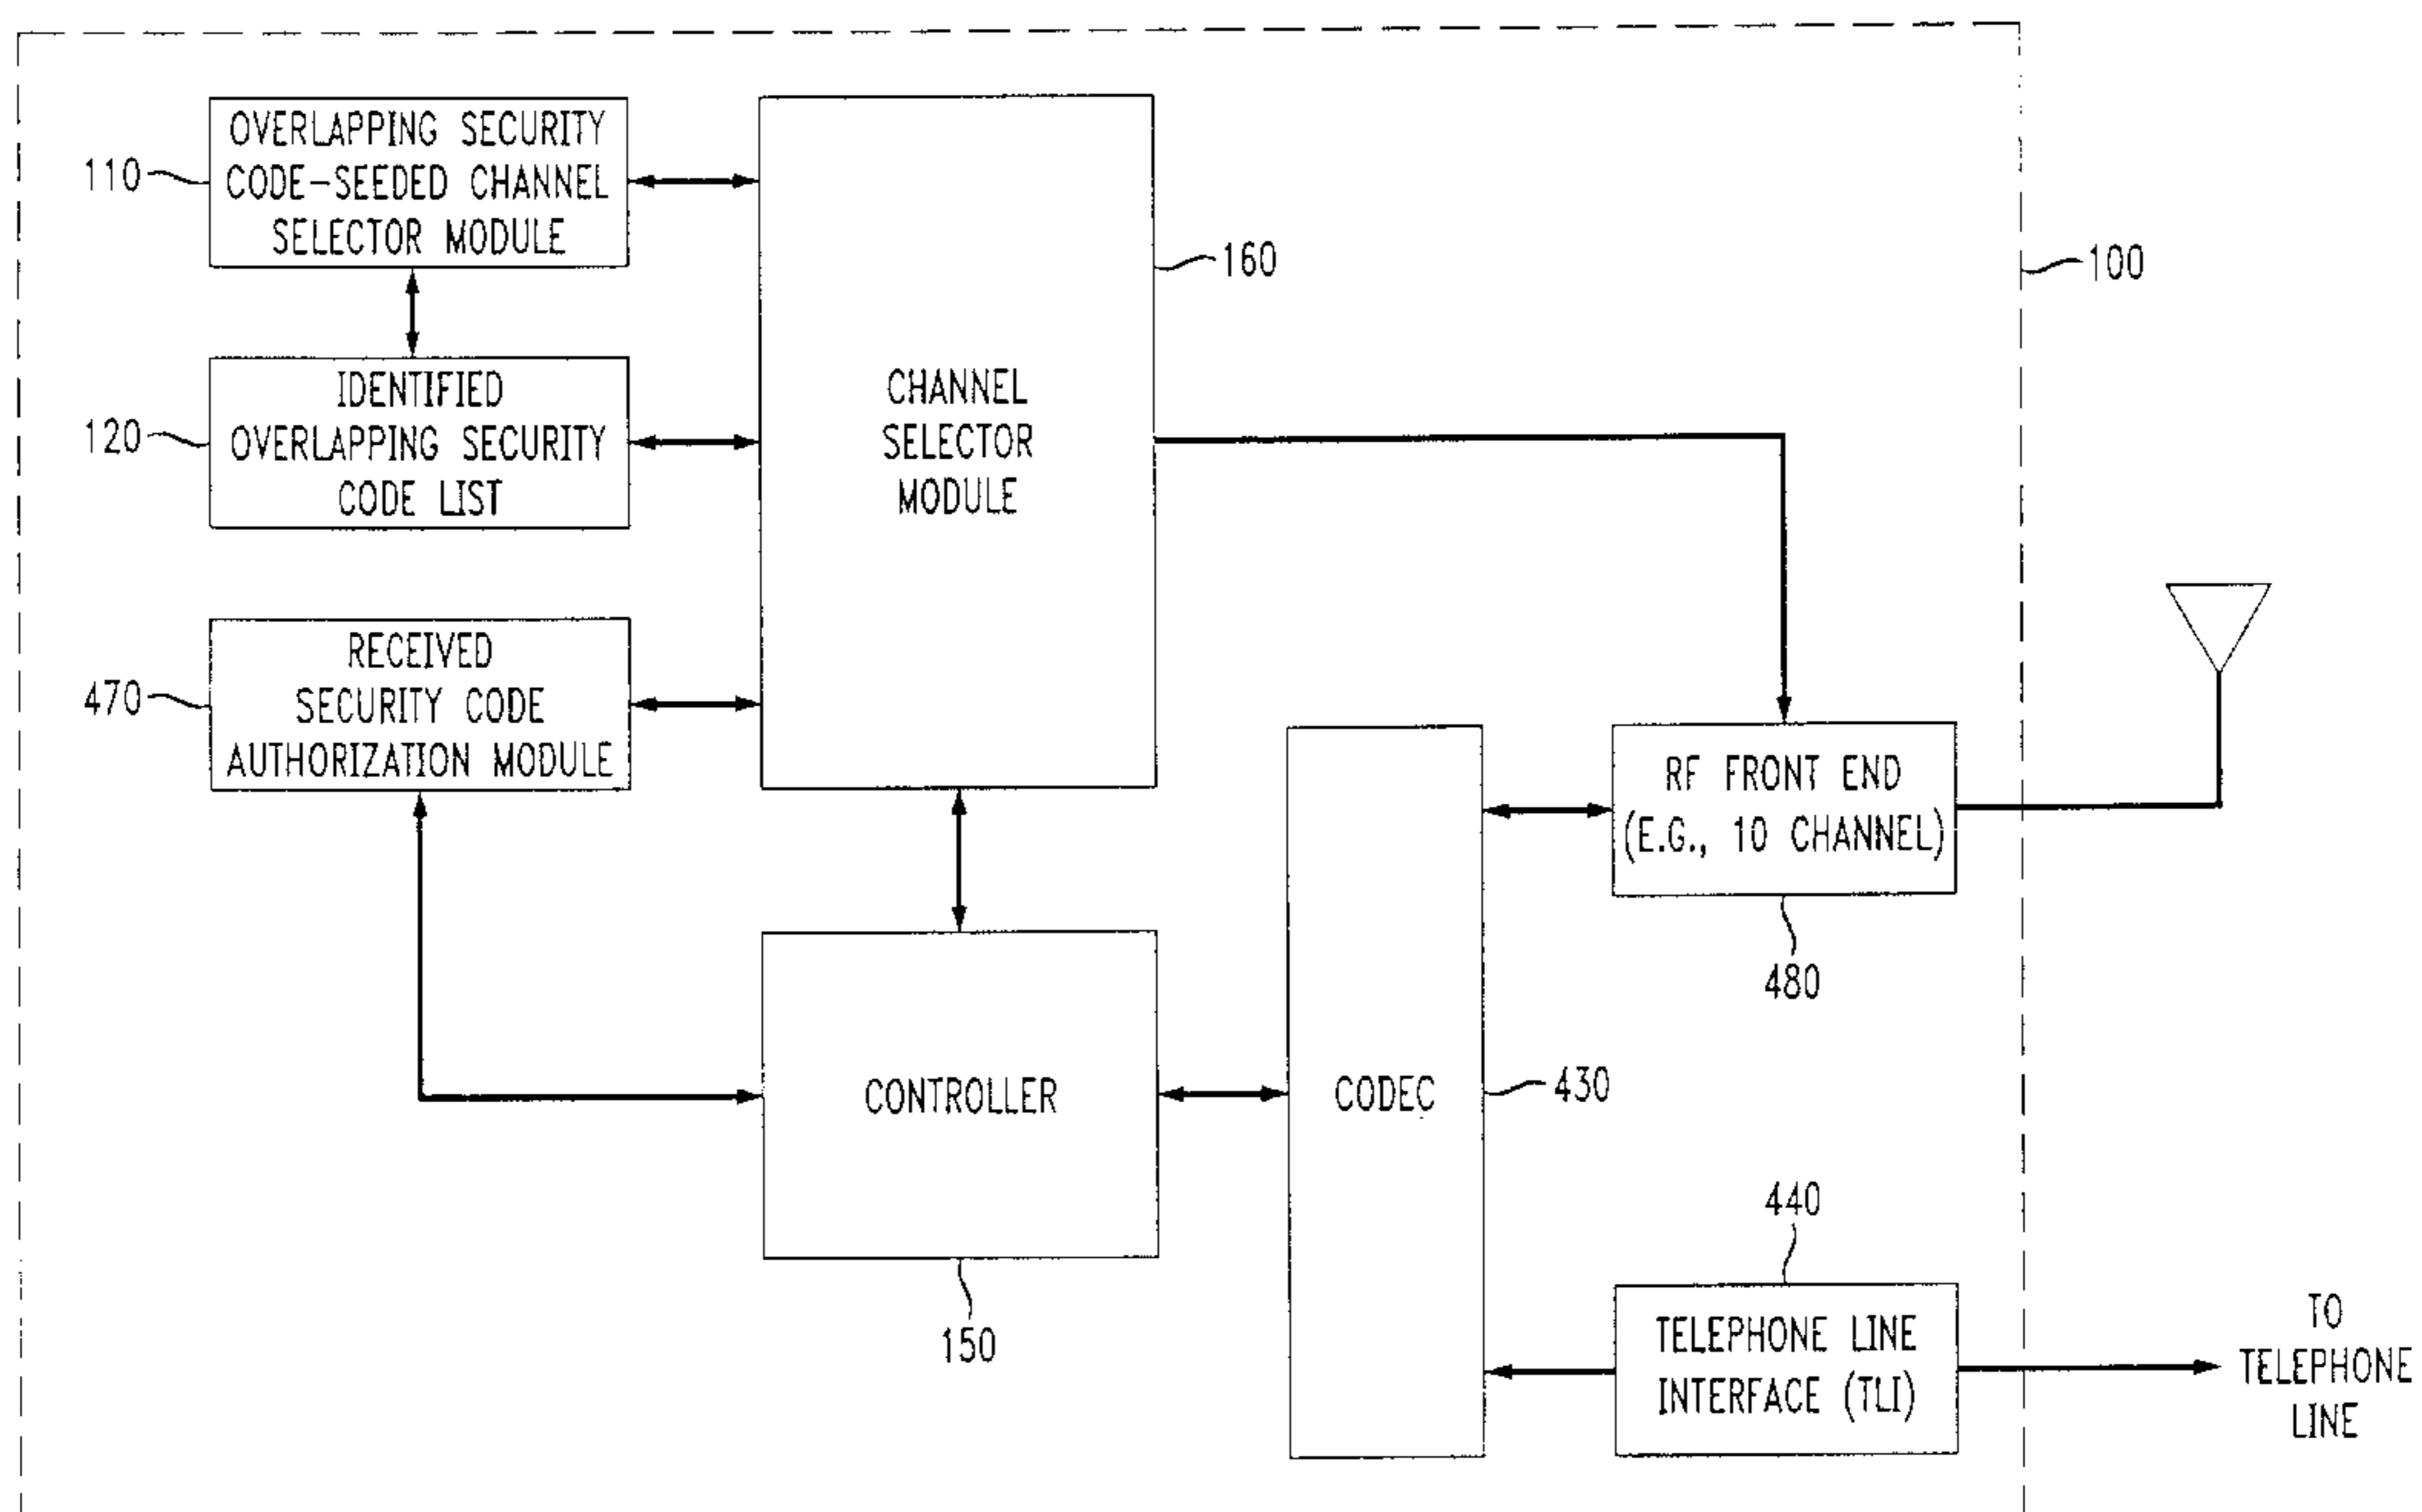 OVERLAPPING SECURITY
CODE-SEEDED CHANNEL
SELECTOR MODULE
110
160
100
IDENTIFIED
OVERLAPPING SECURITY
CODE LIST
120
CHANNEL
SELECTOR
MODULE
RECEIVED
SECURITY CODE
AUTHORIZATION MODULE
470
RF FRONT END
(E.G., 10 CHANNEL)
480
CONTROLLER
150
CODEC
430
440
TELEPHONE LINE
INTERFACE (TLI)
TO
TELEPHONE
LINE